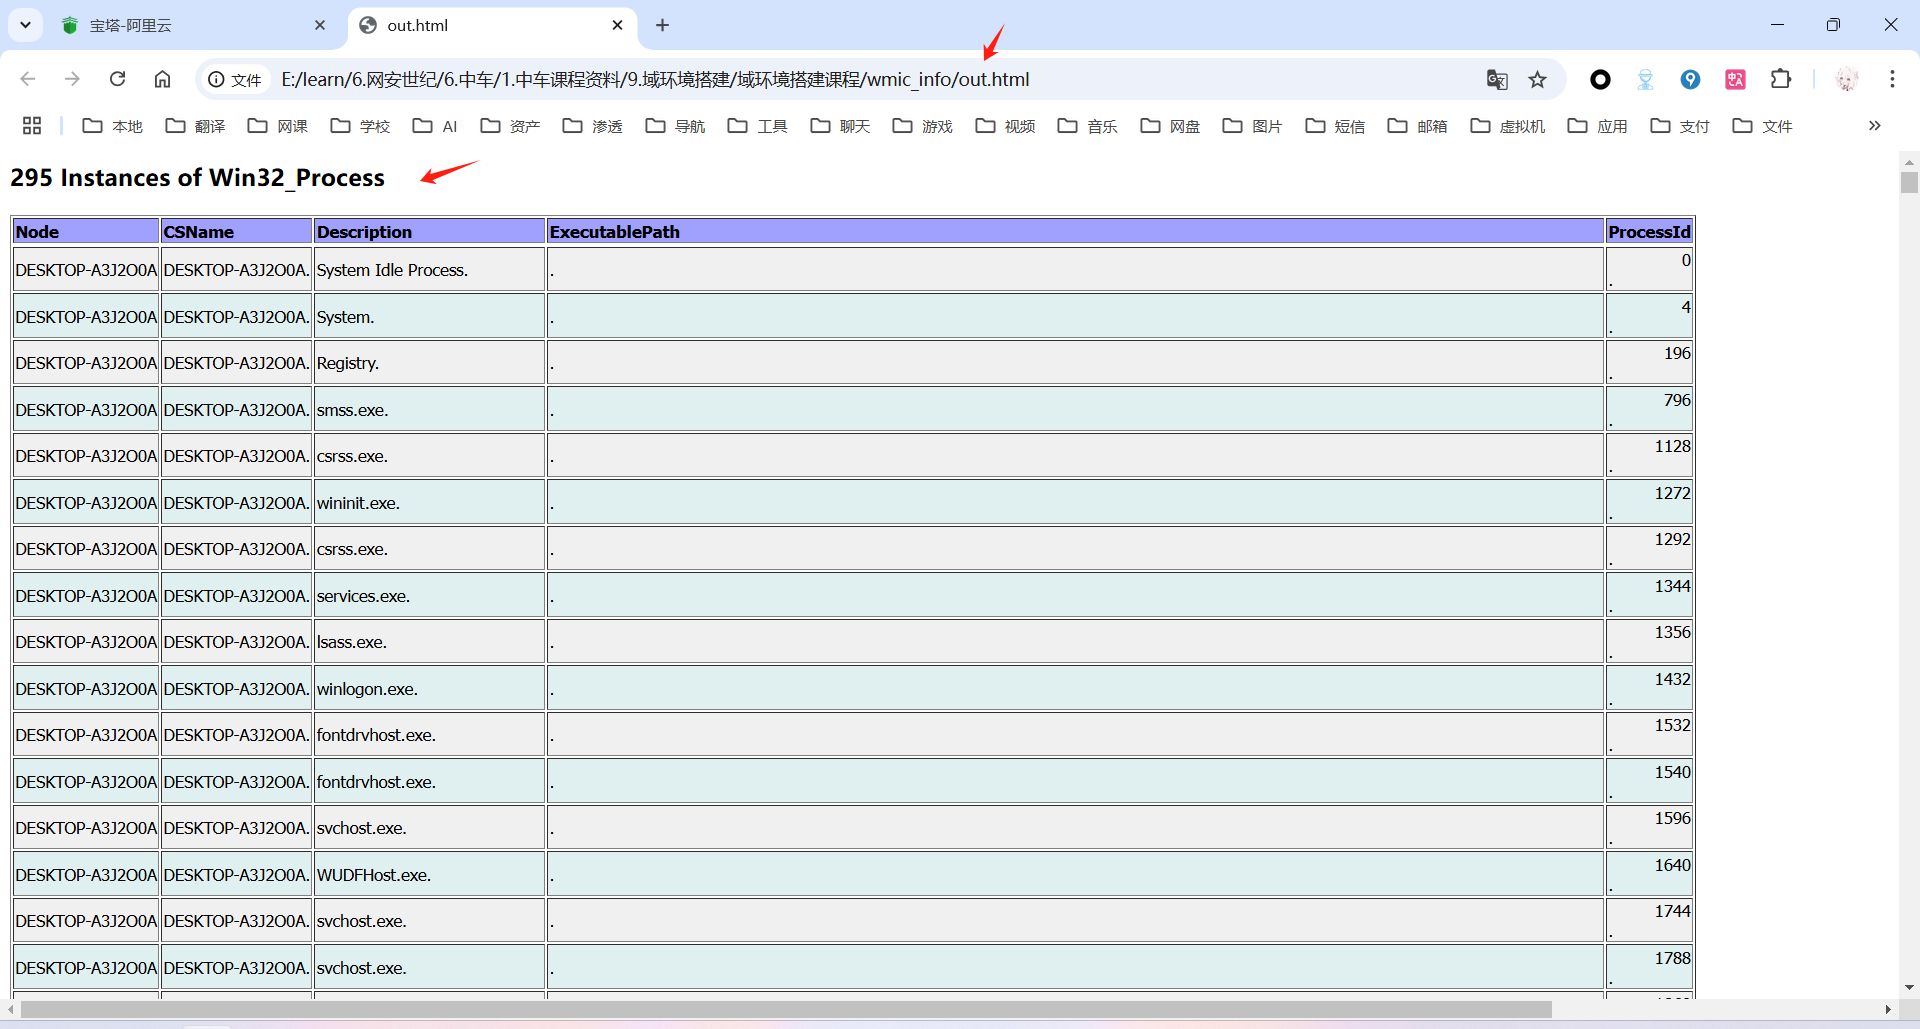 宝塔-阿里云
out.html
文件 E:/learn/6.网安世纪/6.中车/1.中车课程资料/9.域环境搭建/域环境搭建课程/wmic_info/out.html
本地 翻译 网课 学校 AI 资产 渗透 导航 工具 聊天 游戏 视频 音乐 网盘 图片 短信 邮箱 虚拟机 应用 支付 文件
295 Instances of Win32_Process
Node CSName Description ExecutablePath ProcessId
DESKTOP-A3J2O0A DESKTOP-A3J2O0A. System Idle Process. . 0 .
DESKTOP-A3J2O0A DESKTOP-A3J2O0A. System. . 4 .
DESKTOP-A3J2O0A DESKTOP-A3J2O0A. Registry. . 196 .
DESKTOP-A3J2O0A DESKTOP-A3J2O0A. smss.exe. . 796 .
DESKTOP-A3J2O0A DESKTOP-A3J2O0A. csrss.exe. . 1128 .
DESKTOP-A3J2O0A DESKTOP-A3J2O0A. wininit.exe. . 1272 .
DESKTOP-A3J2O0A DESKTOP-A3J2O0A. csrss.exe. . 1292 .
DESKTOP-A3J2O0A DESKTOP-A3J2O0A. services.exe. . 1344 .
DESKTOP-A3J2O0A DESKTOP-A3J2O0A. lsass.exe. . 1356 .
DESKTOP-A3J2O0A DESKTOP-A3J2O0A. winlogon.exe. . 1432 .
DESKTOP-A3J2O0A DESKTOP-A3J2O0A. fontdrvhost.exe. . 1532 .
DESKTOP-A3J2O0A DESKTOP-A3J2O0A. fontdrvhost.exe. . 1540 .
DESKTOP-A3J2O0A DESKTOP-A3J2O0A. svchost.exe. . 1596 .
DESKTOP-A3J2O0A DESKTOP-A3J2O0A. WUDFHost.exe. . 1640 .
DESKTOP-A3J2O0A DESKTOP-A3J2O0A. svchost.exe. . 1744 .
DESKTOP-A3J2O0A DESKTOP-A3J2O0A. svchost.exe. . 1788 .